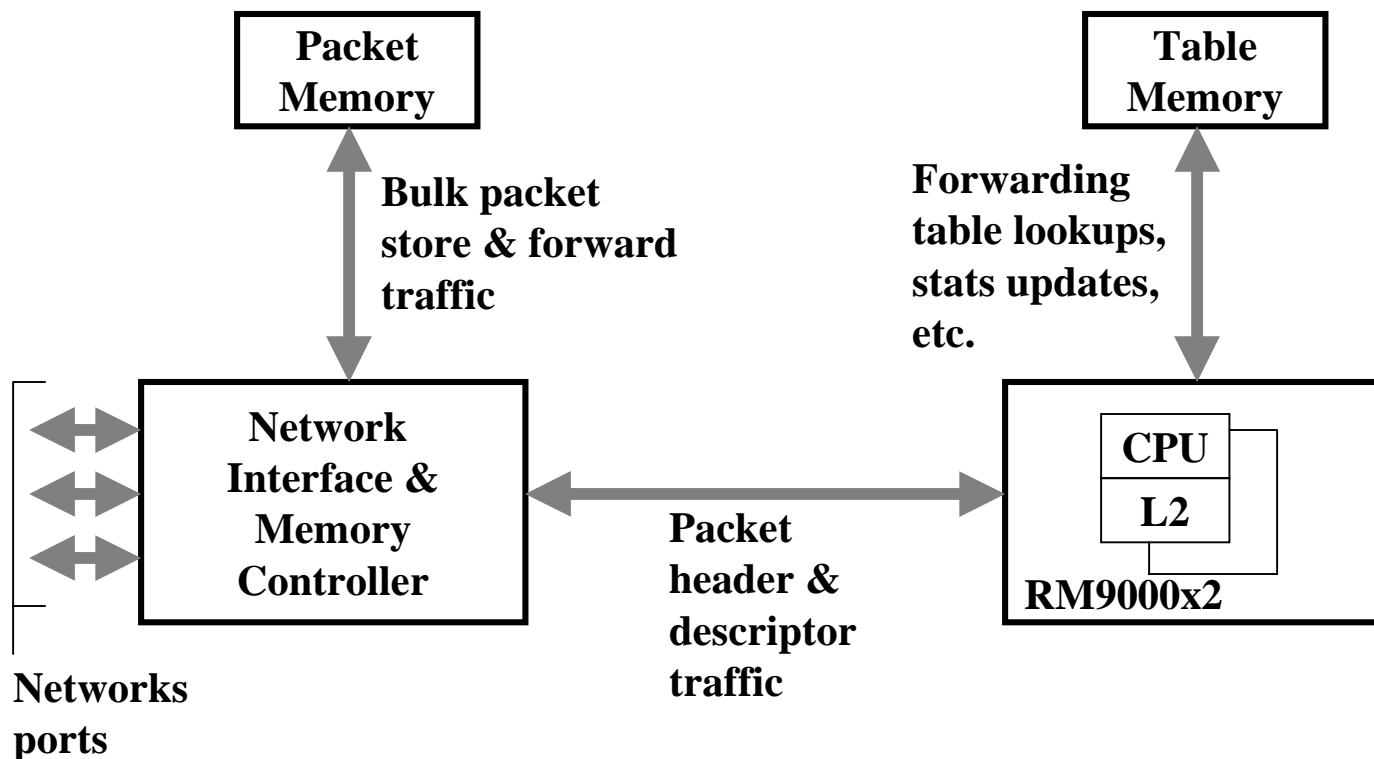 Packet
Memory
Table
Memory
Bulk packet
store & forward
traffic
Forwarding
table lookups,
stats updates,
etc.
Network
Interface &
Memory
Controller
CPU
L2
RM9000x2
Packet
header &
descriptor
traffic
Networks
ports